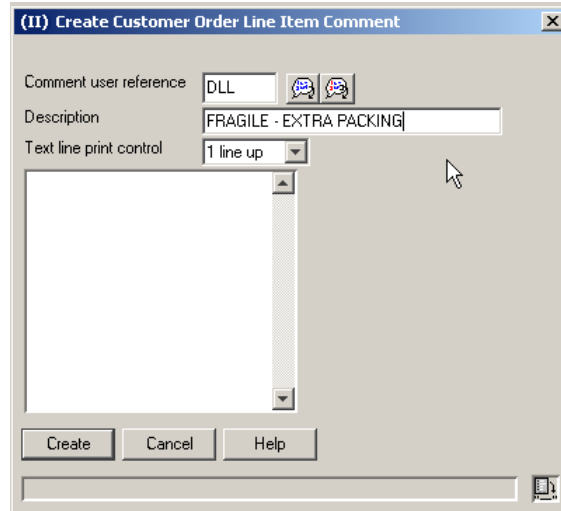 (II) Create Customer Order Line Item Comment
Comment user reference DLL
Description FRAGILE - EXTRA PACKING
Text line print control 1 line up
Create Cancel Help